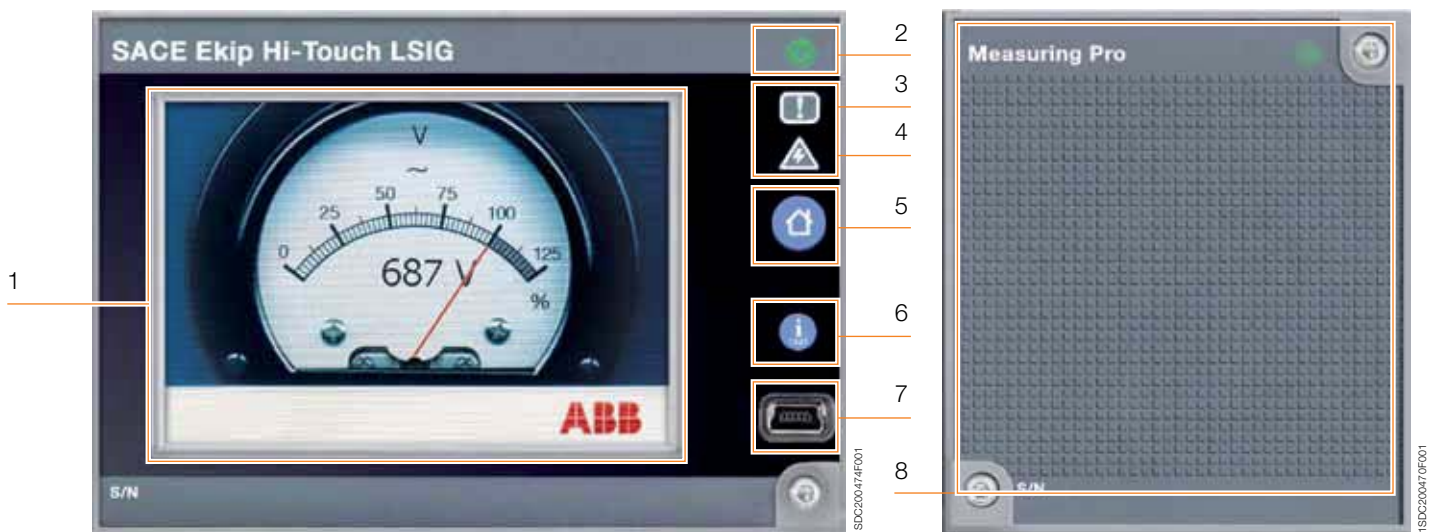 SACE Ekip Hi-Touch LSIG
V
~
0 25 50 75 100 125
%
687 V
ABB
S/N
1SDC200474F001
1
2
3
4
5
6
7
8
Measuring Pro
S/N
1SDC200470F001